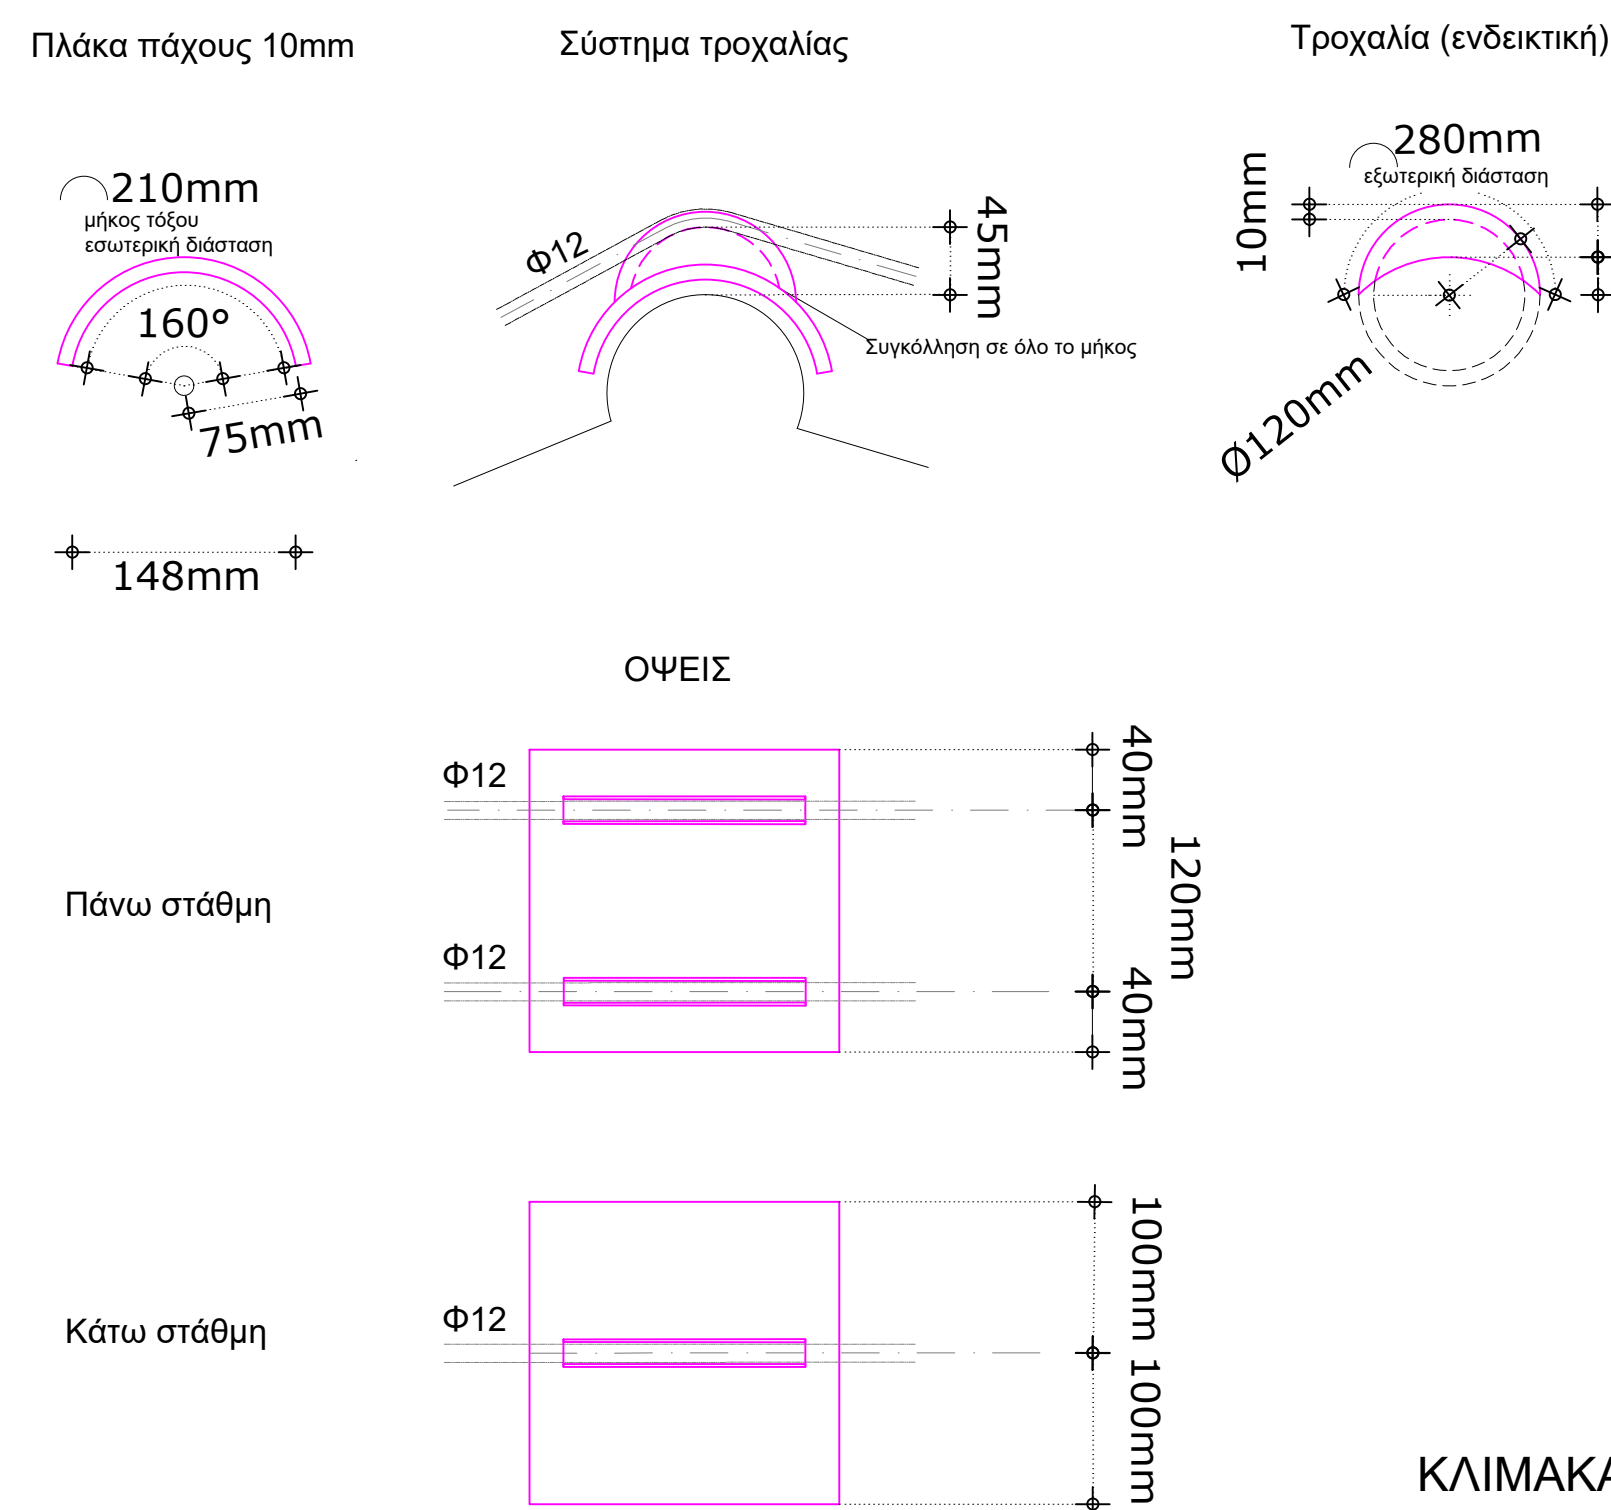 Πλάκα πάχους 10mm
Σύστημα τροχαλίας
Τροχαλία (ενδεικτική)
210mm
μήκος τόξου
εσωτερική διάσταση
160°
75mm
148mm
Φ12
45mm
Συγκόλληση σε όλο το μήκος
280mm
εξωτερική διάσταση
10mm
Ø120mm
ΟΨΕΙΣ
Πάνω στάθμη
Φ12
Φ12
40mm
120mm
40mm
Κάτω στάθμη
Φ12
100mm
100mm
ΚΛΙΜΑΚΑ